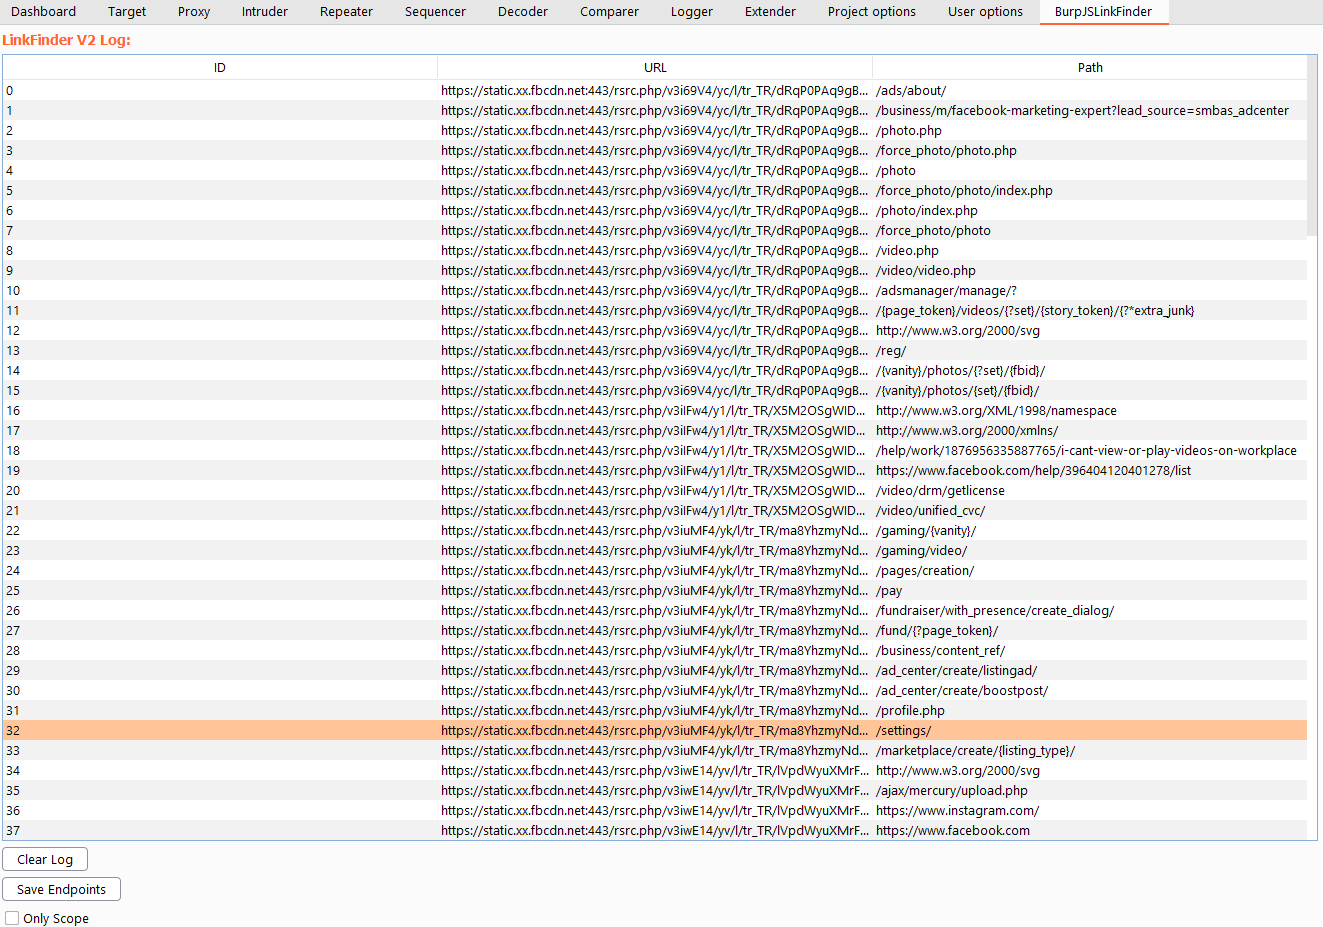 Dashboard Target Proxy Intruder Repeater Sequencer Decoder Comparer Logger Extender Project options User options BurpJSLinkFinder
LinkFinder V2 Log:
ID URL Path
0 https://static.xx.fbcdn.net:443/rsrc.php/v3i69V4/yc/l/tr_TR/dRqP0PAq9gB... /ads/about/
1 https://static.xx.fbcdn.net:443/rsrc.php/v3i69V4/yc/l/tr_TR/dRqP0PAq9gB... /business/m/facebook-marketing-expert?lead_source=smbas_adcenter
2 https://static.xx.fbcdn.net:443/rsrc.php/v3i69V4/yc/l/tr_TR/dRqP0PAq9gB... /photo.php
3 https://static.xx.fbcdn.net:443/rsrc.php/v3i69V4/yc/l/tr_TR/dRqP0PAq9gB... /force_photo/photo.php
4 https://static.xx.fbcdn.net:443/rsrc.php/v3i69V4/yc/l/tr_TR/dRqP0PAq9gB... /photo
5 https://static.xx.fbcdn.net:443/rsrc.php/v3i69V4/yc/l/tr_TR/dRqP0PAq9gB... /force_photo/photo/index.php
6 https://static.xx.fbcdn.net:443/rsrc.php/v3i69V4/yc/l/tr_TR/dRqP0PAq9gB... /photo/index.php
7 https://static.xx.fbcdn.net:443/rsrc.php/v3i69V4/yc/l/tr_TR/dRqP0PAq9gB... /force_photo/photo
8 https://static.xx.fbcdn.net:443/rsrc.php/v3i69V4/yc/l/tr_TR/dRqP0PAq9gB... /video.php
9 https://static.xx.fbcdn.net:443/rsrc.php/v3i69V4/yc/l/tr_TR/dRqP0PAq9gB... /video/video.php
10 https://static.xx.fbcdn.net:443/rsrc.php/v3i69V4/yc/l/tr_TR/dRqP0PAq9gB... /adsmanager/manage/?
11 https://static.xx.fbcdn.net:443/rsrc.php/v3i69V4/yc/l/tr_TR/dRqP0PAq9gB... /{page_token}/videos/{?set}/{story_token}/{?*extra_junk}
12 https://static.xx.fbcdn.net:443/rsrc.php/v3i69V4/yc/l/tr_TR/dRqP0PAq9gB... http://www.w3.org/2000/svg
13 https://static.xx.fbcdn.net:443/rsrc.php/v3i69V4/yc/l/tr_TR/dRqP0PAq9gB... /reg/
14 https://static.xx.fbcdn.net:443/rsrc.php/v3i69V4/yc/l/tr_TR/dRqP0PAq9gB... /{vanity}/photos/{?set}/{fbid}/
15 https://static.xx.fbcdn.net:443/rsrc.php/v3i69V4/yc/l/tr_TR/dRqP0PAq9gB... /{vanity}/photos/{set}/{fbid}/
16 https://static.xx.fbcdn.net:443/rsrc.php/v3ilFw4/y1/l/tr_TR/X5M2OSgWID... http://www.w3.org/XML/1998/namespace
17 https://static.xx.fbcdn.net:443/rsrc.php/v3ilFw4/y1/l/tr_TR/X5M2OSgWID... http://www.w3.org/2000/xmlns/
18 https://static.xx.fbcdn.net:443/rsrc.php/v3ilFw4/y1/l/tr_TR/X5M2OSgWID... /help/work/1876956335887765/i-cant-view-or-play-videos-on-workplace
19 https://static.xx.fbcdn.net:443/rsrc.php/v3ilFw4/y1/l/tr_TR/X5M2OSgWID... https://www.facebook.com/help/396404120401278/list
20 https://static.xx.fbcdn.net:443/rsrc.php/v3ilFw4/y1/l/tr_TR/X5M2OSgWID... /video/drm/getlicense
21 https://static.xx.fbcdn.net:443/rsrc.php/v3ilFw4/y1/l/tr_TR/X5M2OSgWID... /video/unified_cvc/
22 https://static.xx.fbcdn.net:443/rsrc.php/v3iuMF4/yk/l/tr_TR/ma8YhzmyNd... /gaming/{vanity}/
23 https://static.xx.fbcdn.net:443/rsrc.php/v3iuMF4/yk/l/tr_TR/ma8YhzmyNd... /gaming/video/
24 https://static.xx.fbcdn.net:443/rsrc.php/v3iuMF4/yk/l/tr_TR/ma8YhzmyNd... /pages/creation/
25 https://static.xx.fbcdn.net:443/rsrc.php/v3iuMF4/yk/l/tr_TR/ma8YhzmyNd... /pay
26 https://static.xx.fbcdn.net:443/rsrc.php/v3iuMF4/yk/l/tr_TR/ma8YhzmyNd... /fundraiser/with_presence/create_dialog/
27 https://static.xx.fbcdn.net:443/rsrc.php/v3iuMF4/yk/l/tr_TR/ma8YhzmyNd... /fund/{?page_token}/
28 https://static.xx.fbcdn.net:443/rsrc.php/v3iuMF4/yk/l/tr_TR/ma8YhzmyNd... /business/content_ref/
29 https://static.xx.fbcdn.net:443/rsrc.php/v3iuMF4/yk/l/tr_TR/ma8YhzmyNd... /ad_center/create/listingad/
30 https://static.xx.fbcdn.net:443/rsrc.php/v3iuMF4/yk/l/tr_TR/ma8YhzmyNd... /ad_center/create/boostpost/
31 https://static.xx.fbcdn.net:443/rsrc.php/v3iuMF4/yk/l/tr_TR/ma8YhzmyNd... /profile.php
32 https://static.xx.fbcdn.net:443/rsrc.php/v3iuMF4/yk/l/tr_TR/ma8YhzmyNd... /settings/
33 https://static.xx.fbcdn.net:443/rsrc.php/v3iuMF4/yk/l/tr_TR/ma8YhzmyNd... /marketplace/create/{listing_type}/
34 https://static.xx.fbcdn.net:443/rsrc.php/v3iwE14/yv/l/tr_TR/lVpdWyuXMrF... http://www.w3.org/2000/svg
35 https://static.xx.fbcdn.net:443/rsrc.php/v3iwE14/yv/l/tr_TR/lVpdWyuXMrF... /ajax/mercury/upload.php
36 https://static.xx.fbcdn.net:443/rsrc.php/v3iwE14/yv/l/tr_TR/lVpdWyuXMrF... https://www.instagram.com/
37 https://static.xx.fbcdn.net:443/rsrc.php/v3iwE14/yv/l/tr_TR/lVpdWyuXMrF... https://www.facebook.com
Clear Log
Save Endpoints
Only Scope